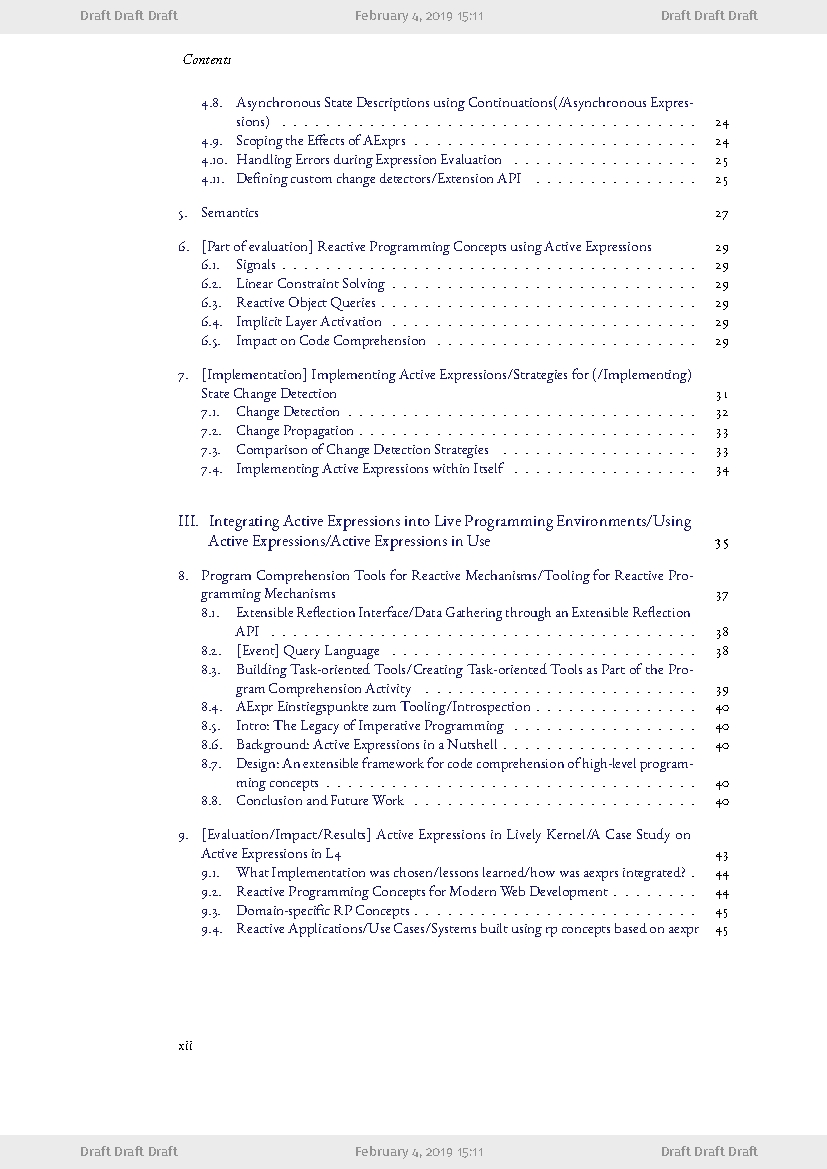 Draft Draft Draft February 4, 2019 15:11 Draft Draft Draft
Contents
4.8. Asynchronous State Descriptions using Continuations(/Asynchronous Expres-
sions) . . . . . . . . . . . . . . . . . . . . . . . . . . . . . . . . . . . . . . 24
4.9. Scoping the Effects of AExprs . . . . . . . . . . . . . . . . . . . . . . . . . . 24
4.10. Handling Errors during Expression Evaluation . . . . . . . . . . . . . . . . . 25
4.11. Defining custom change detectors/Extension API . . . . . . . . . . . . . . . 25
5. Semantics 27
6. [Part of evaluation] Reactive Programming Concepts using Active Expressions 29
6.1. Signals . . . . . . . . . . . . . . . . . . . . . . . . . . . . . . . . . . . . . . 29
6.2. Linear Constraint Solving . . . . . . . . . . . . . . . . . . . . . . . . . . . . 29
6.3. Reactive Object Queries . . . . . . . . . . . . . . . . . . . . . . . . . . . . . 29
6.4. Implicit Layer Activation . . . . . . . . . . . . . . . . . . . . . . . . . . . . 29
6.5. Impact on Code Comprehension . . . . . . . . . . . . . . . . . . . . . . . . 29
7. [Implementation] Implementing Active Expressions/Strategies for (/Implementing)
State Change Detection 31
7.1. Change Detection . . . . . . . . . . . . . . . . . . . . . . . . . . . . . . . . 32
7.2. Change Propagation . . . . . . . . . . . . . . . . . . . . . . . . . . . . . . . 33
7.3. Comparison of Change Detection Strategies . . . . . . . . . . . . . . . . . . 33
7.4. Implementing Active Expressions within Itself . . . . . . . . . . . . . . . . . 34
III. Integrating Active Expressions into Live Programming Environments/Using
Active Expressions/Active Expressions in Use 35
8. Program Comprehension Tools for Reactive Mechanisms/Tooling for Reactive Pro-
gramming Mechanisms 37
8.1. Extensible Reflection Interface/Data Gathering through an Extensible Reflection
API . . . . . . . . . . . . . . . . . . . . . . . . . . . . . . . . . . . . . . . 38
8.2. [Event] Query Language . . . . . . . . . . . . . . . . . . . . . . . . . . . . 38
8.3. Building Task-oriented Tools/Creating Task-oriented Tools as Part of the Pro-
gram Comprehension Activity . . . . . . . . . . . . . . . . . . . . . . . . . 39
8.4. AExpr Einstiegspunkte zum Tooling/Introspection . . . . . . . . . . . . . . . 40
8.5. Intro: The Legacy of Imperative Programming . . . . . . . . . . . . . . . . . 40
8.6. Background: Active Expressions in a Nutshell . . . . . . . . . . . . . . . . . . 40
8.7. Design: An extensible framework for code comprehension of high-level program-
ming concepts . . . . . . . . . . . . . . . . . . . . . . . . . . . . . . . . . . 40
8.8. Conclusion and Future Work . . . . . . . . . . . . . . . . . . . . . . . . . . 40
9. [Evaluation/Impact/Results] Active Expressions in Lively Kernel/A Case Study on
Active Expressions in L4 43
9.1. What Implementation was chosen/lessons learned/how was aexprs integrated? . 44
9.2. Reactive Programming Concepts for Modern Web Development . . . . . . . . 44
9.3. Domain-specific RP Concepts . . . . . . . . . . . . . . . . . . . . . . . . . . 45
9.4. Reactive Applications/Use Cases/Systems built using rp concepts based on aexpr 45
xii
Draft Draft Draft February 4, 2019 15:11 Draft Draft Draft